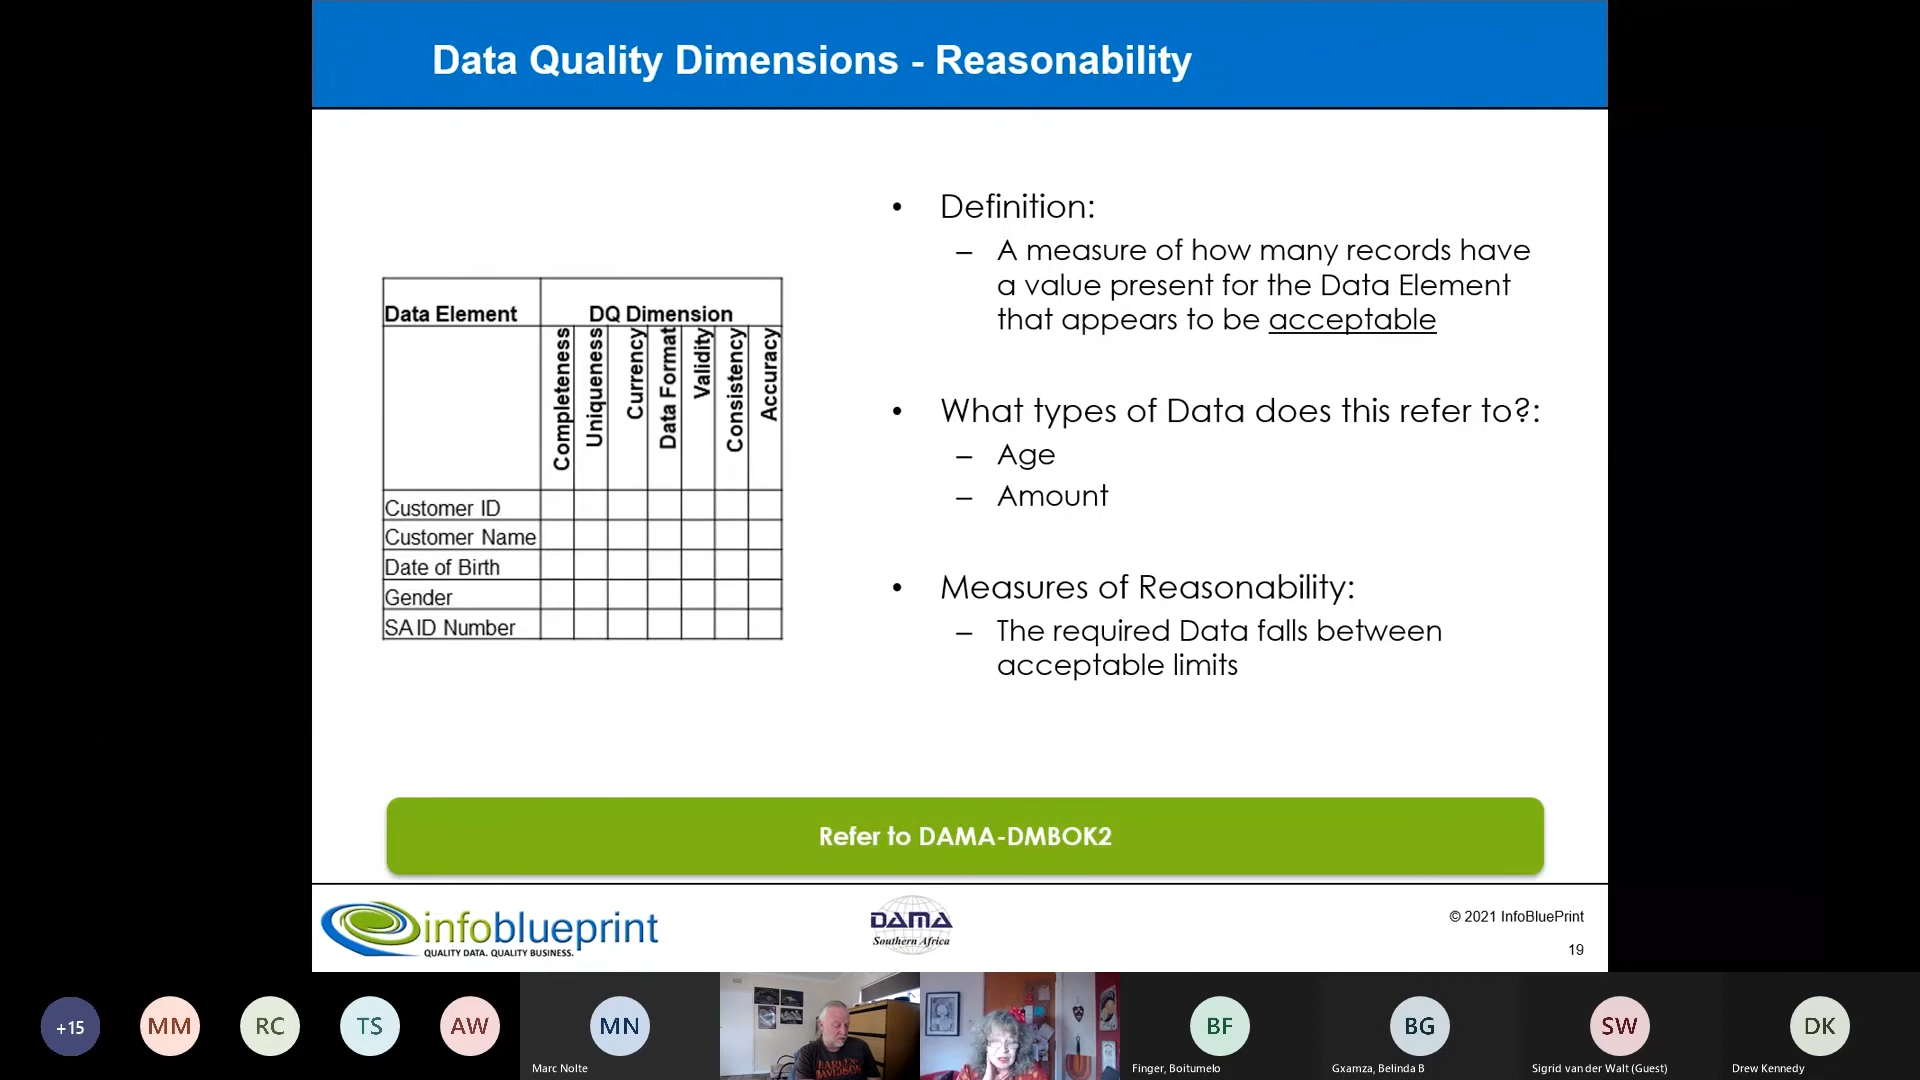 Data Quality Dimensions - Reasonability
Data Element
DQ Dimension
Completeness
Uniqueness
Currency
Data Format
Validity
Consistency
Accuracy
Customer ID
Customer Name
Date of Birth
Gender
SA ID Number
• Definition:
– A measure of how many records have
a value present for the Data Element
that appears to be acceptable
• What types of Data does this refer to?:
– Age
– Amount
• Measures of Reasonability:
– The required Data falls between
acceptable limits
Refer to DAMA-DMBOK2
infoblueprint
QUALITY DATA. QUALITY BUSINESS.
DAMA
Southern Africa
© 2021 InfoBluePrint
19
+15
MM
RC
TS
AW
MN
Marc Nolte
HARLEY-
DAVIDSON
BF
Finger, Boitumelo
BG
Gxamza, Belinda B
SW
Sigrid van der Walt (Guest)
DK
Drew Kennedy